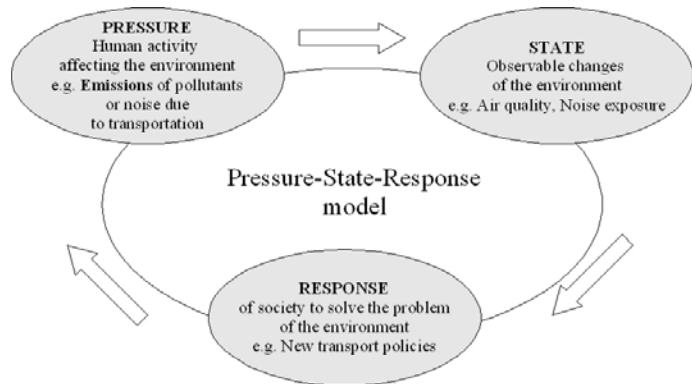 PRESSURE
Human activity
affecting the environment
e.g. Emissions of pollutants
or noise due
to transportation
STATE
Observable changes
of the environment
e.g. Air quality, Noise exposure
Pressure-State-Response
model
RESPONSE
of society to solve the problem
of the environment
e.g. New transport policies